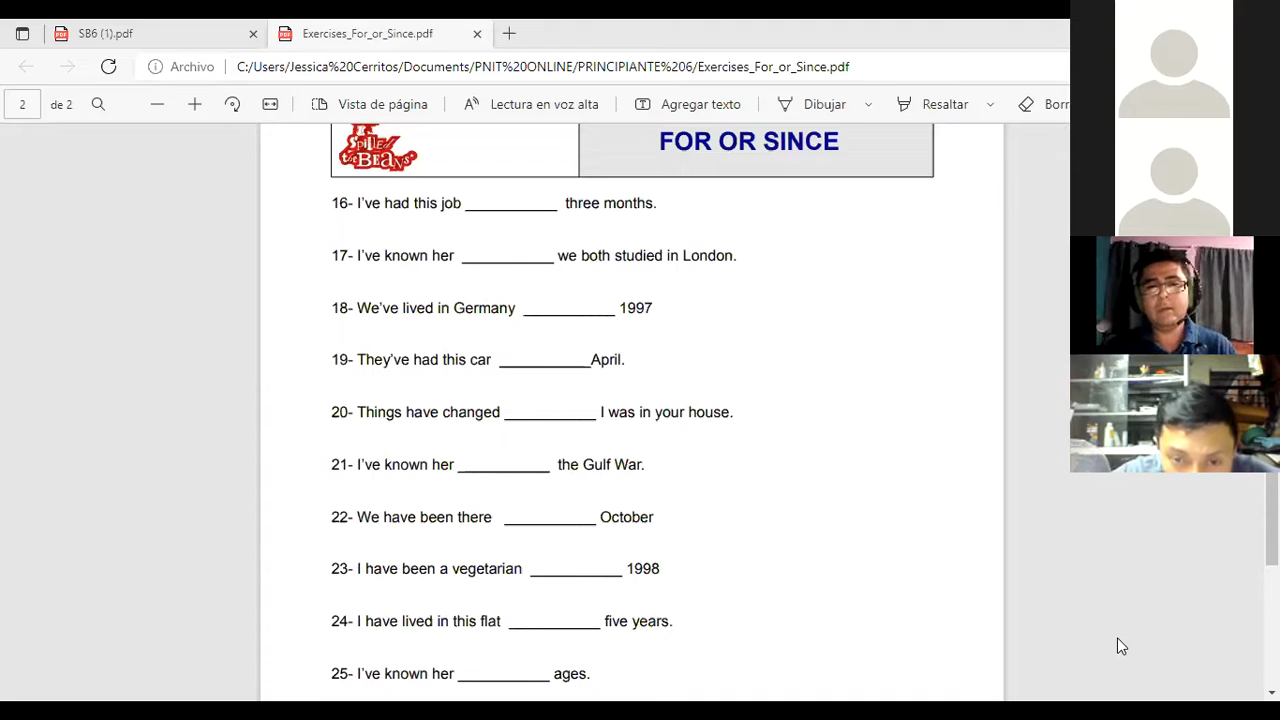 SB6 (1).pdf
Exercises_For_or_Since.pdf
Archivo C:/Users/Jessica%20Cerritos/Documents/PNIT%20ONLINE/PRINCIPIANTE%206/Exercises_For_or_Since.pdf
2 de 2 Vista de página Lectura en voz alta Agregar texto Dibujar Resaltar Borr
Spilled
the BEANS
FOR OR SINCE
16- I've had this job ___________ three months.
17- I've known her ___________ we both studied in London.
18- We've lived in Germany ___________ 1997
19- They've had this car ___________April.
20- Things have changed ___________ I was in your house.
21- I've known her ___________ the Gulf War.
22- We have been there ___________ October
23- I have been a vegetarian ___________ 1998
24- I have lived in this flat ___________ five years.
25- I've known her ___________ ages.